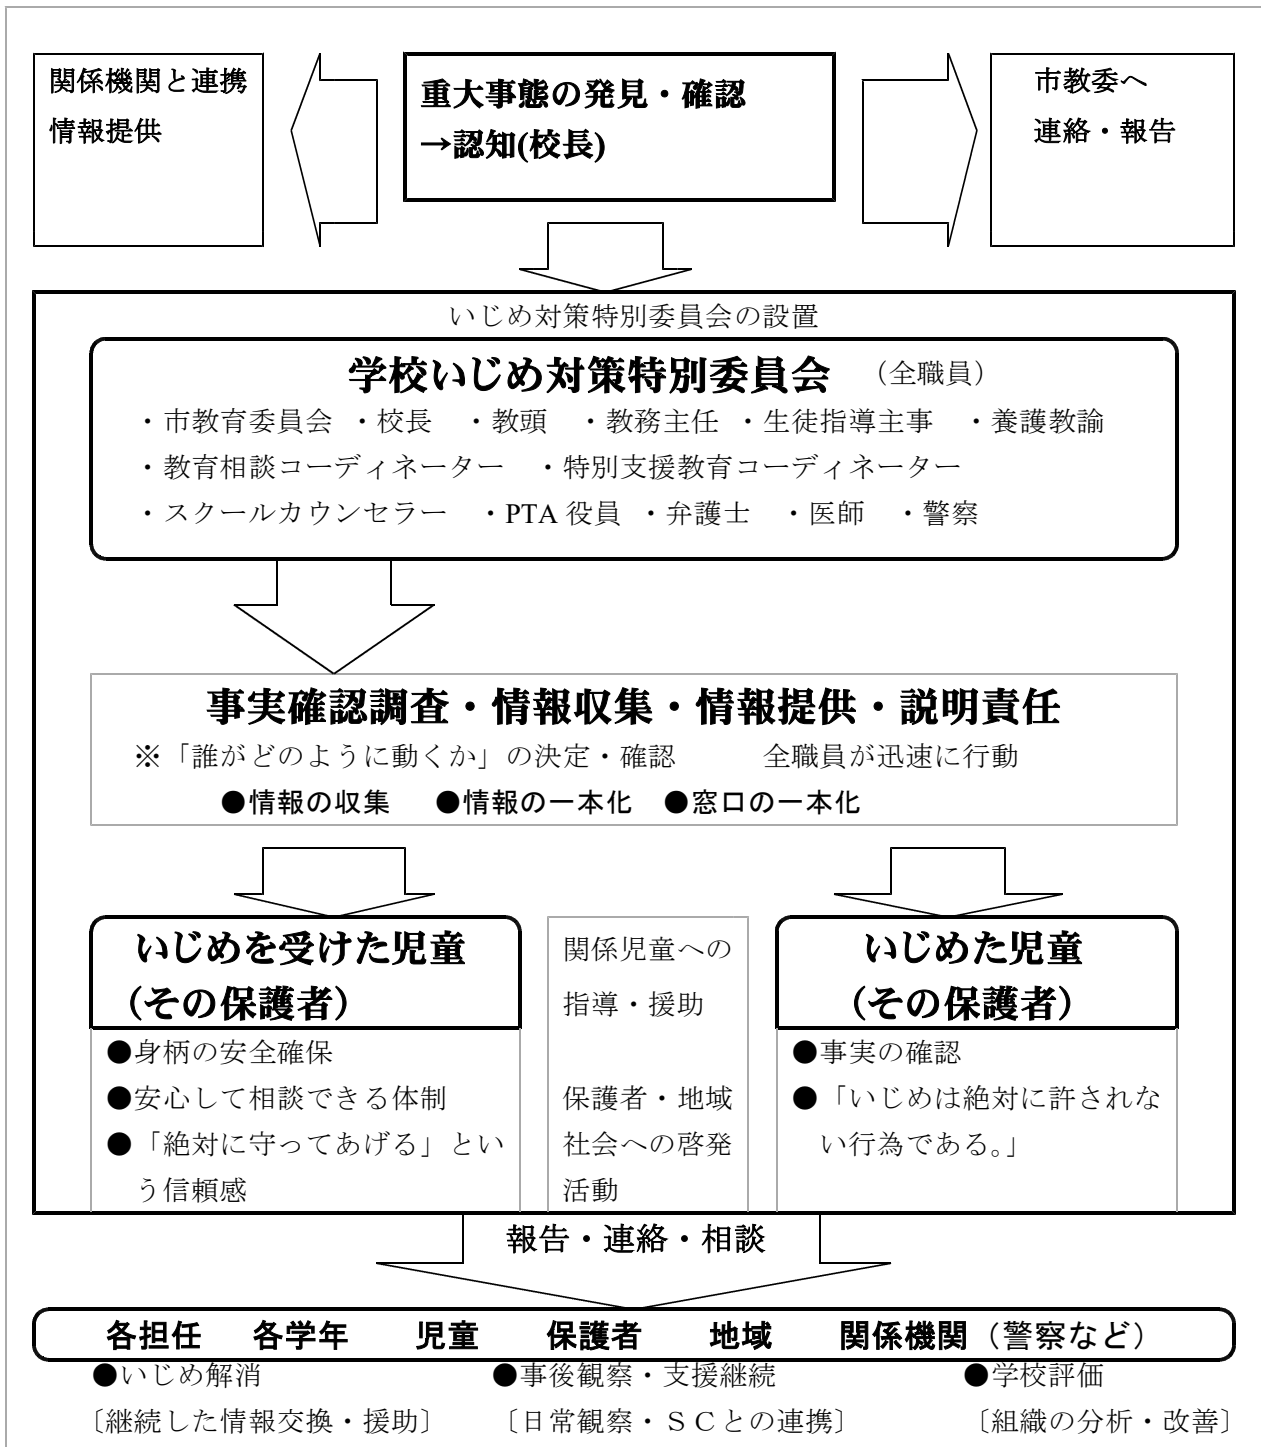 関係機関と連携
情報提供
重大事態の発見・確認
→認知(校長)
市教委へ
連絡・報告
いじめ対策特別委員会の設置
学校いじめ対策特別委員会 （全職員）
・市教育委員会 ・校長 ・教頭 ・教務主任 ・生徒指導主事 ・養護教諭
・教育相談コーディネーター ・特別支援教育コーディネーター
・スクールカウンセラー ・PTA 役員 ・弁護士 ・医師 ・警察
事実確認調査・情報収集・情報提供・説明責任
※「誰がどのように動くか」の決定・確認 全職員が迅速に行動
●情報の収集 ●情報の一本化 ●窓口の一本化
いじめを受けた児童
（その保護者）
●身柄の安全確保
●安心して相談できる体制
●「絶対に守ってあげる」とい
う信頼感
関係児童への
指導・援助
保護者・地域
社会への啓発
活動
いじめた児童
（その保護者）
●事実の確認
●「いじめは絶対に許されな
い行為である。」
報告・連絡・相談
各担任 各学年 児童 保護者 地域 関係機関（警察など）
●いじめ解消 ●事後観察・支援継続 ●学校評価
〔継続した情報交換・援助〕 〔日常観察・ＳＣとの連携〕 〔組織の分析・改善〕